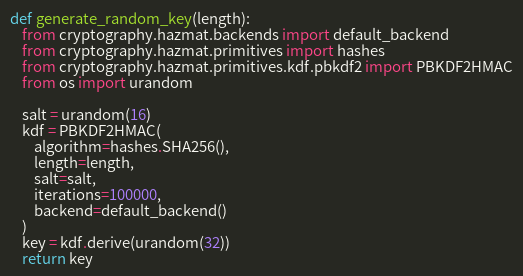 def generate_random_key(length):
    from cryptography.hazmat.backends import default_backend
    from cryptography.hazmat.primitives import hashes
    from cryptography.hazmat.primitives.kdf.pbkdf2 import PBKDF2HMAC
    from os import urandom

    salt = urandom(16)
    kdf = PBKDF2HMAC(
        algorithm=hashes.SHA256(),
        length=length,
        salt=salt,
        iterations=100000,
        backend=default_backend()
    )
    key = kdf.derive(urandom(32))
    return key